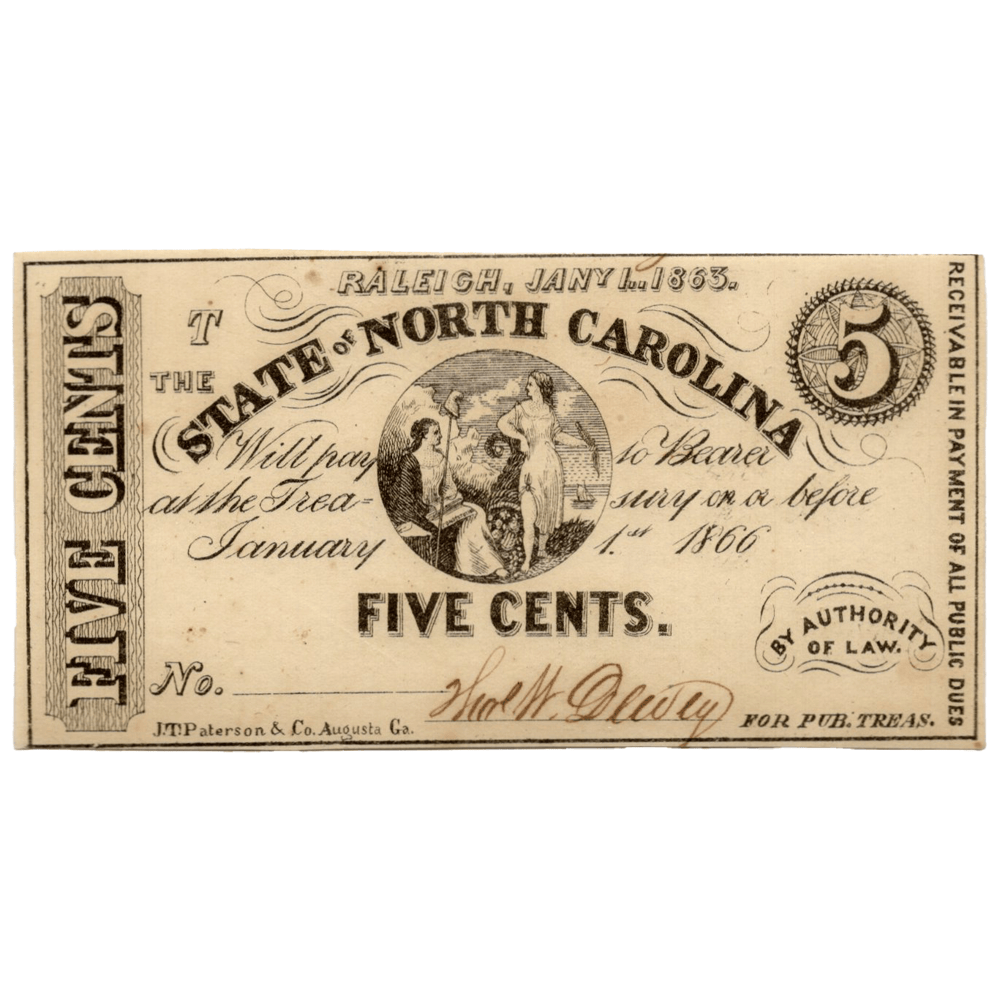 RALEIGH, JANY 1.. 1863.
T
THE
STATE OF NORTH CAROLINA
5
Will pay to Bearer
at the Trea- sury on or before
January 1.st 1866
FIVE CENTS.
BY AUTHORITY
OF LAW.
No.
FOR PUB. TREAS.
J.T. Paterson & Co. Augusta Ga.
FIVE CENTS
RECEIVABLE IN PAYMENT OF ALL PUBLIC DUES